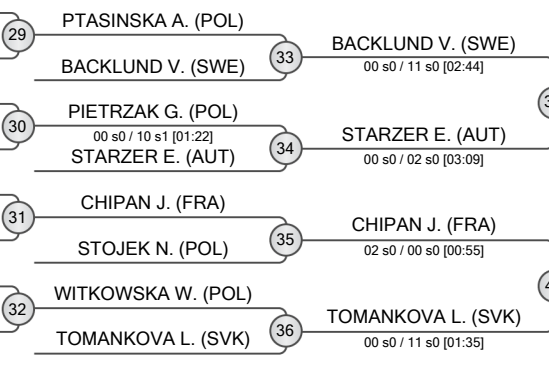 PTASINSKA A. (POL)
29
BACKLUND V. (SWE)
33
BACKLUND V. (SWE)
00 s0 / 11 s0 [02:44]
PIETRZAK G. (POL)
30
00 s0 / 10 s1 [01:22]
STARZER E. (AUT)
34
STARZER E. (AUT)
00 s0 / 02 s0 [03:09]
CHIPAN J. (FRA)
31
STOJEK N. (POL)
35
CHIPAN J. (FRA)
02 s0 / 00 s0 [00:55]
WITKOWSKA W. (POL)
32
TOMANKOVA L. (SVK)
36
TOMANKOVA L. (SVK)
00 s0 / 11 s0 [01:35]